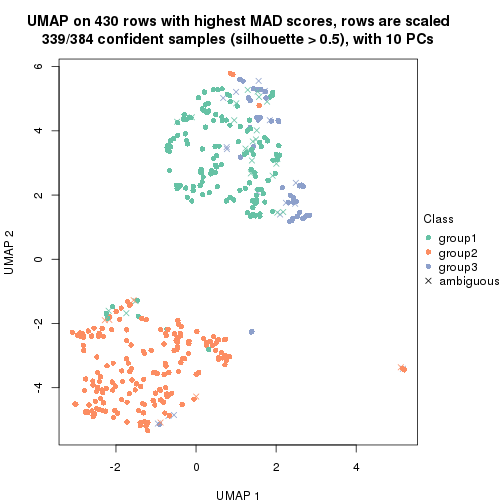 UMAP on 430 rows with highest MAD scores, rows are scaled
339/384 confident samples (silhouette > 0.5), with 10 PCs
6
4
2
0
-2
-4
-2
0
2
4
UMAP 1
UMAP 2
Class
group1
group2
group3
ambiguous